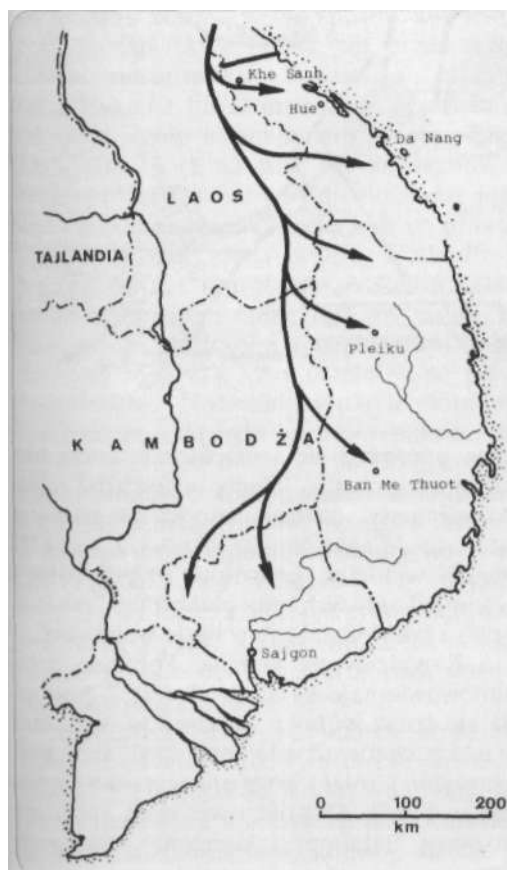 Khe Sanh
Hue
Da Nang
LAOS
TAJLANDIA
Pleiku
KAMBODŻA
Ban Me Thuot
Sajgon
0 100 200
km